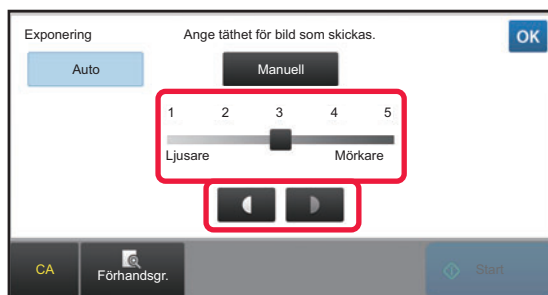 Exponering
Ange täthet för bild som skickas.
OK
Auto
Manuell
1 2 3 4 5
Ljusare
Mörkare
CA
Förhandsgr.
Start